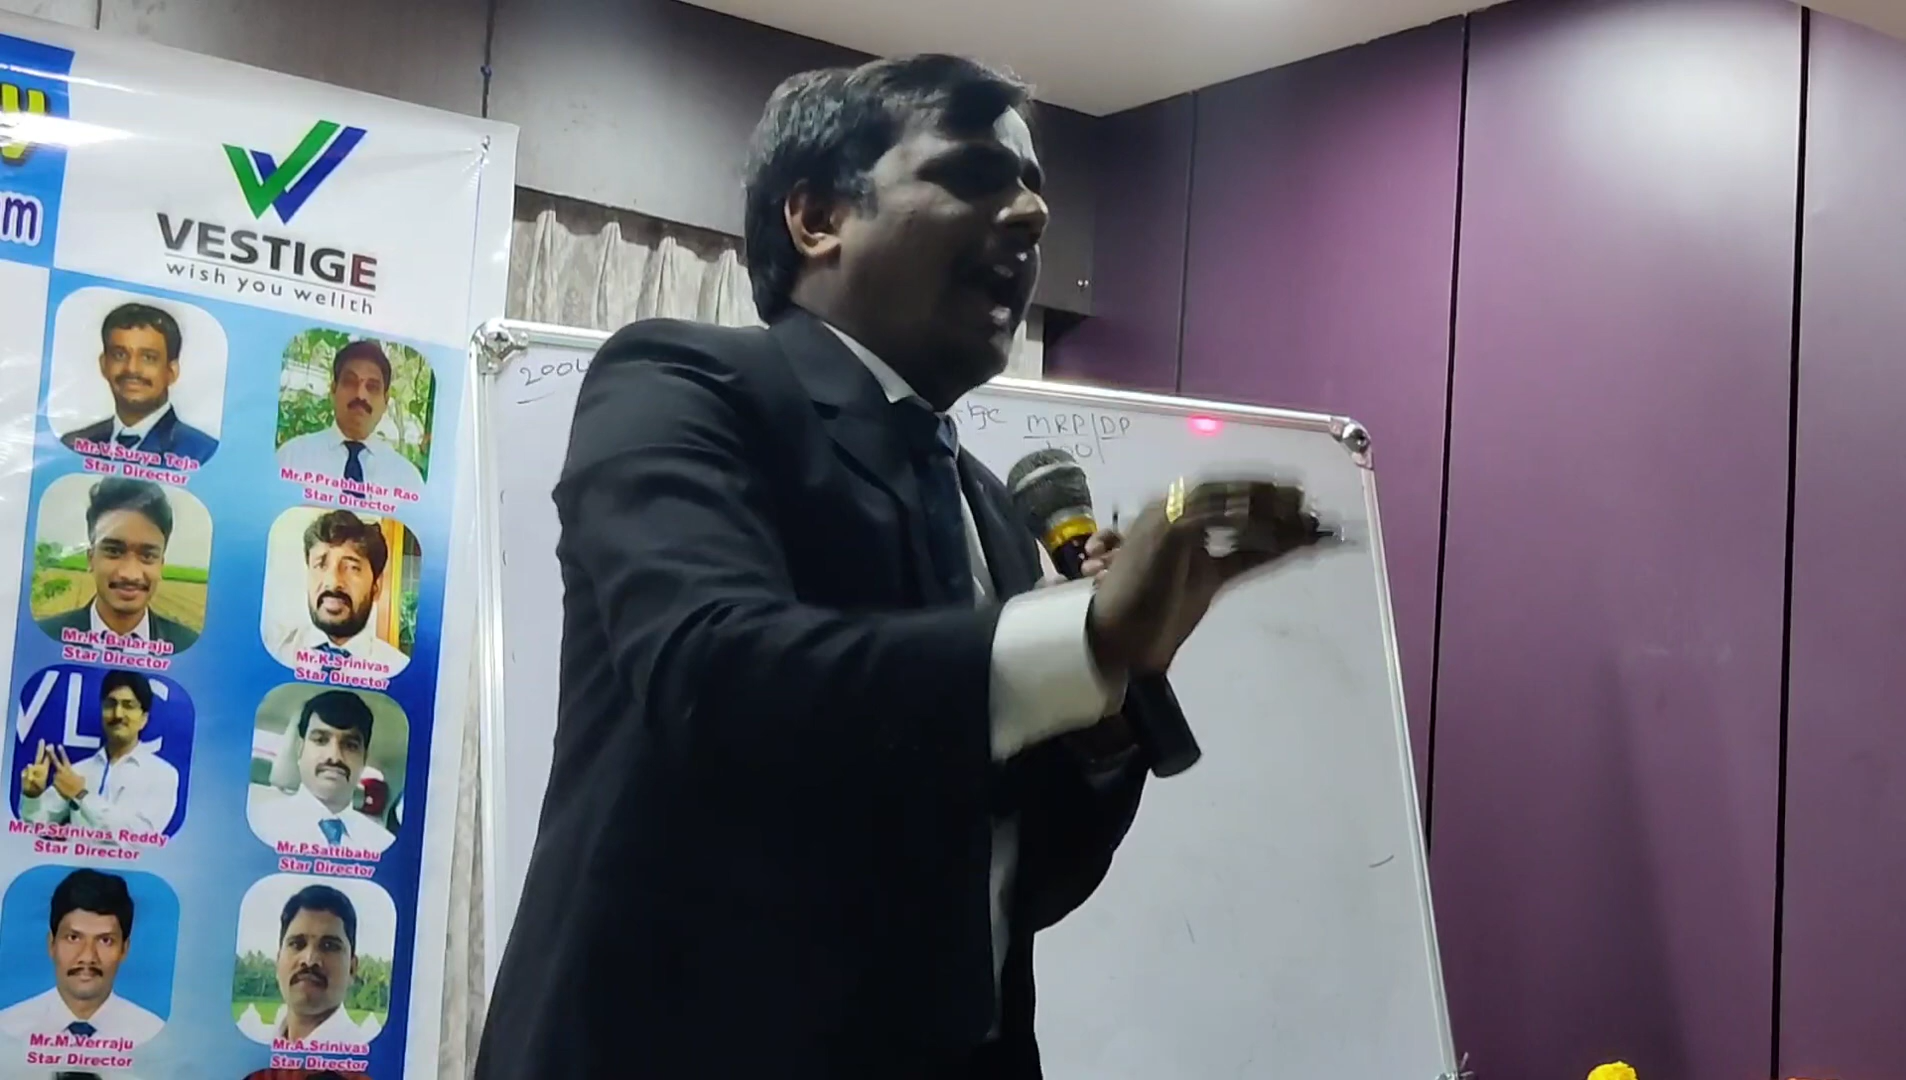 m
VESTIGE
wish you wellth
Mr.V.Surya Teja
Star Director
Mr.P.Prabhakar Rao
Star Director
Mr.K.Balaraju
Star Director
Mr.K.Srinivas
Star Director
VLC
Mr.P.Srinivas Reddy
Star Director
Mr.P.Sattibabu
Star Director
Mr.M.Verraju
Star Director
Mr.A.Srinivas
Star Director
MRP|DP